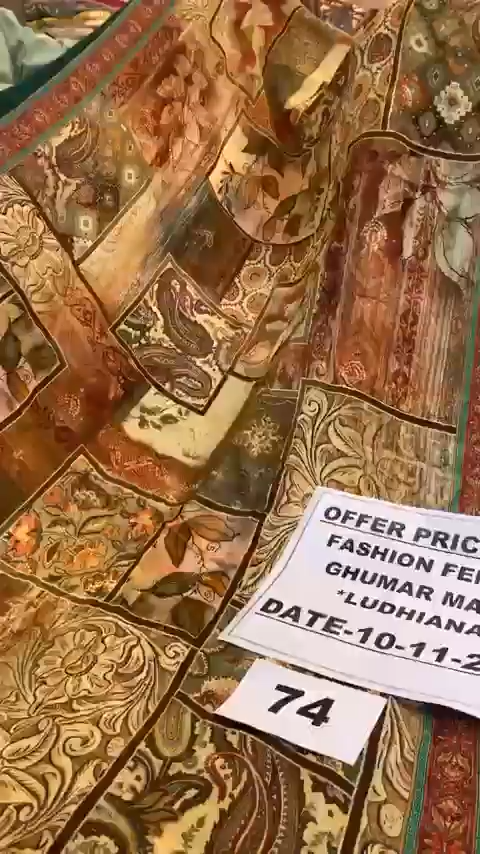 OFFER PRIC
FASHION FE
GHUMAR MA
*LUDHIANA
DATE-10-11-2
74